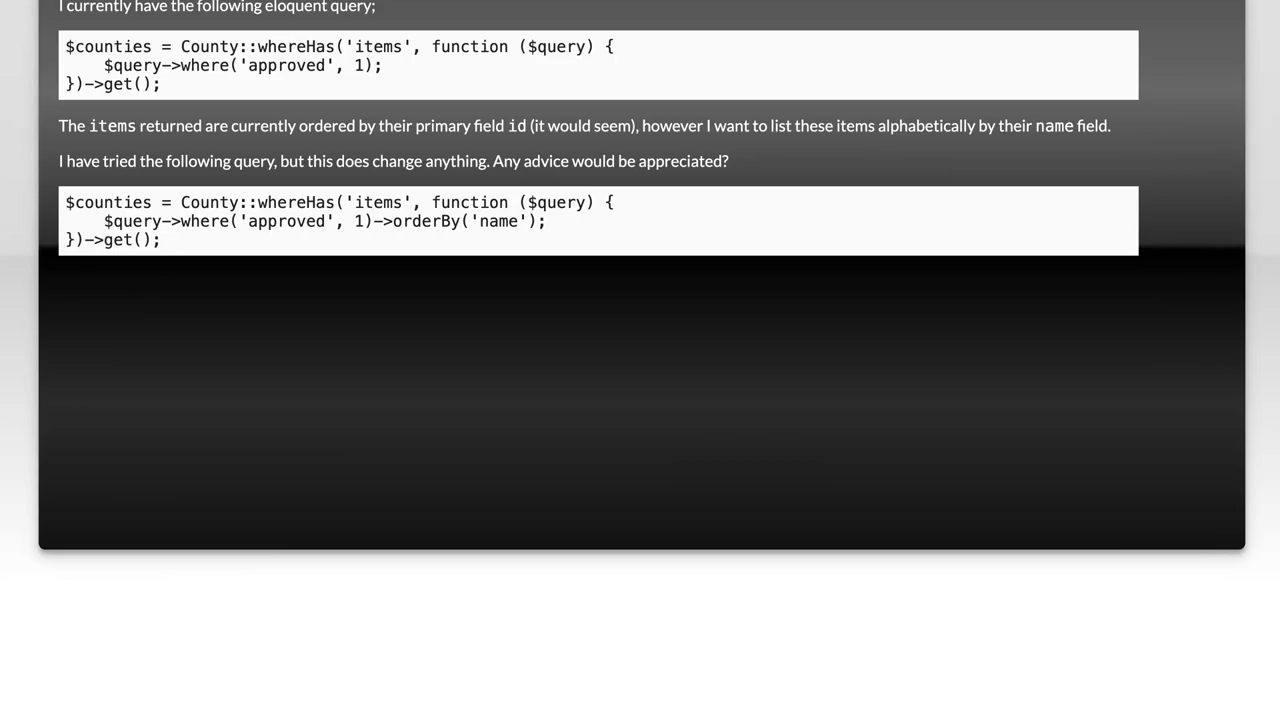 I currently have the following eloquent query;
$counties = County::whereHas('items', function ($query) {
    $query->where('approved', 1);
})->get();
The items returned are currently ordered by their primary field id (it would seem), however I want to list these items alphabetically by their name field.
I have tried the following query, but this does change anything. Any advice would be appreciated?
$counties = County::whereHas('items', function ($query) {
    $query->where('approved', 1)->orderBy('name');
})->get();